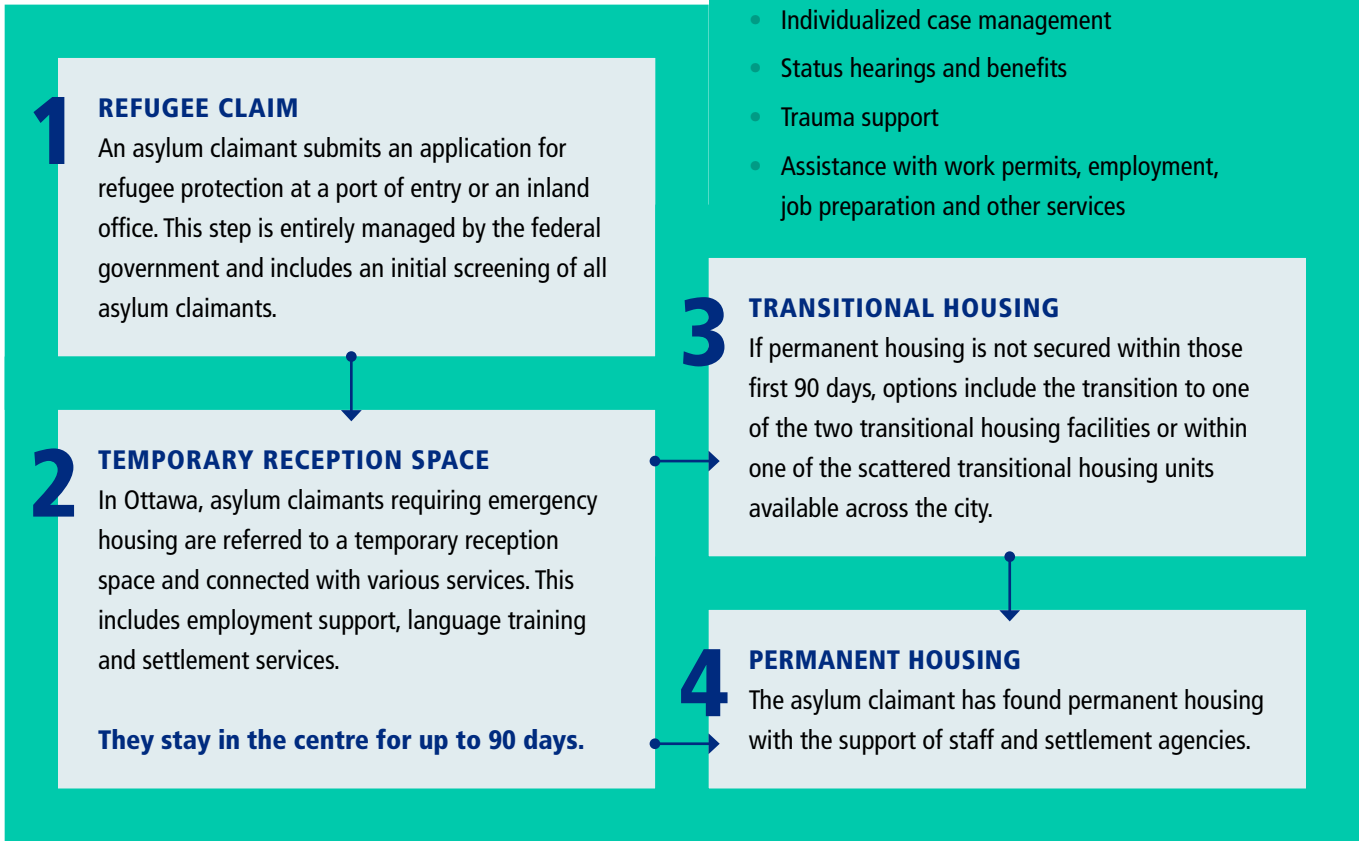 Individualized case management
Status hearings and benefits
Trauma support
Assistance with work permits, employment,
job preparation and other services
1
REFUGEE CLAIM
An asylum claimant submits an application for
refugee protection at a port of entry or an inland
office. This step is entirely managed by the federal
government and includes an initial screening of all
asylum claimants.
2
TEMPORARY RECEPTION SPACE
In Ottawa, asylum claimants requiring emergency
housing are referred to a temporary reception
space and connected with various services. This
includes employment support, language training
and settlement services.
They stay in the centre for up to 90 days.
3
TRANSITIONAL HOUSING
If permanent housing is not secured within those
first 90 days, options include the transition to one
of the two transitional housing facilities or within
one of the scattered transitional housing units
available across the city.
4
PERMANENT HOUSING
The asylum claimant has found permanent housing
with the support of staff and settlement agencies.